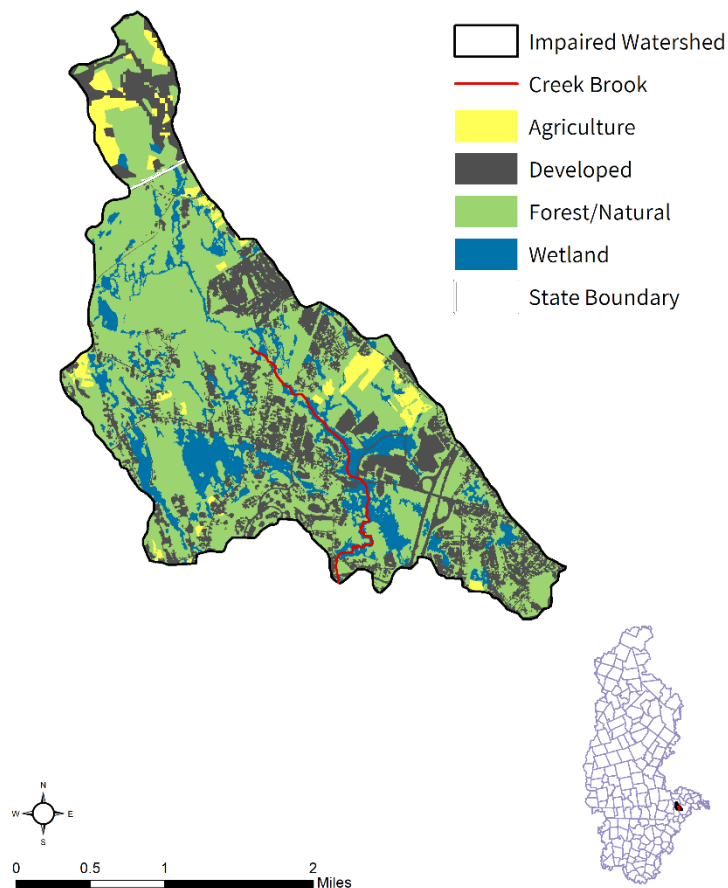 Impaired Watershed
Creek Brook
Agriculture
Developed
Forest/Natural
Wetland
State Boundary
N
W E
S
0 0.5 1 2
Miles